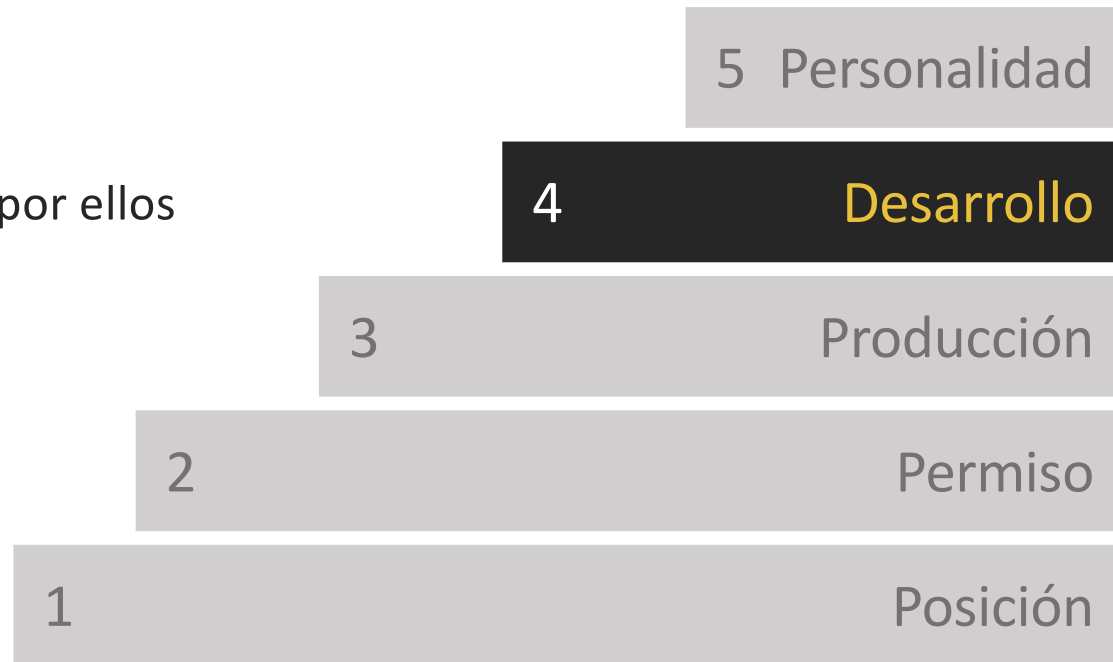 5 Personalidad
por ellos
4 Desarrollo
3 Producción
2 Permiso
1 Posición